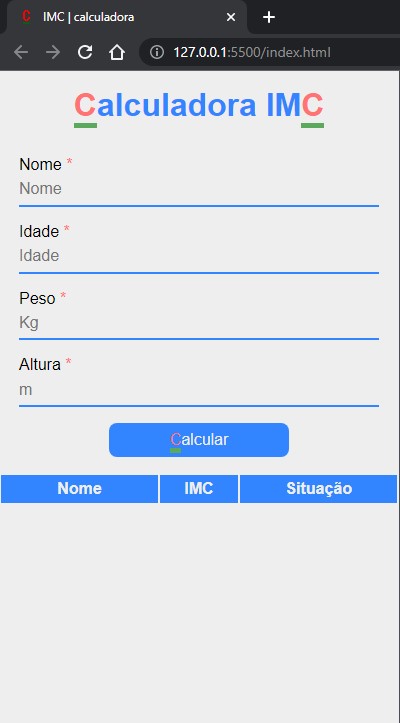 C IMC | calculadora
127.0.0.1:5500/index.html
Calculadora IMC
Nome *
Nome
Idade *
Idade
Peso *
Kg
Altura *
m
Calcular
Nome IMC Situação